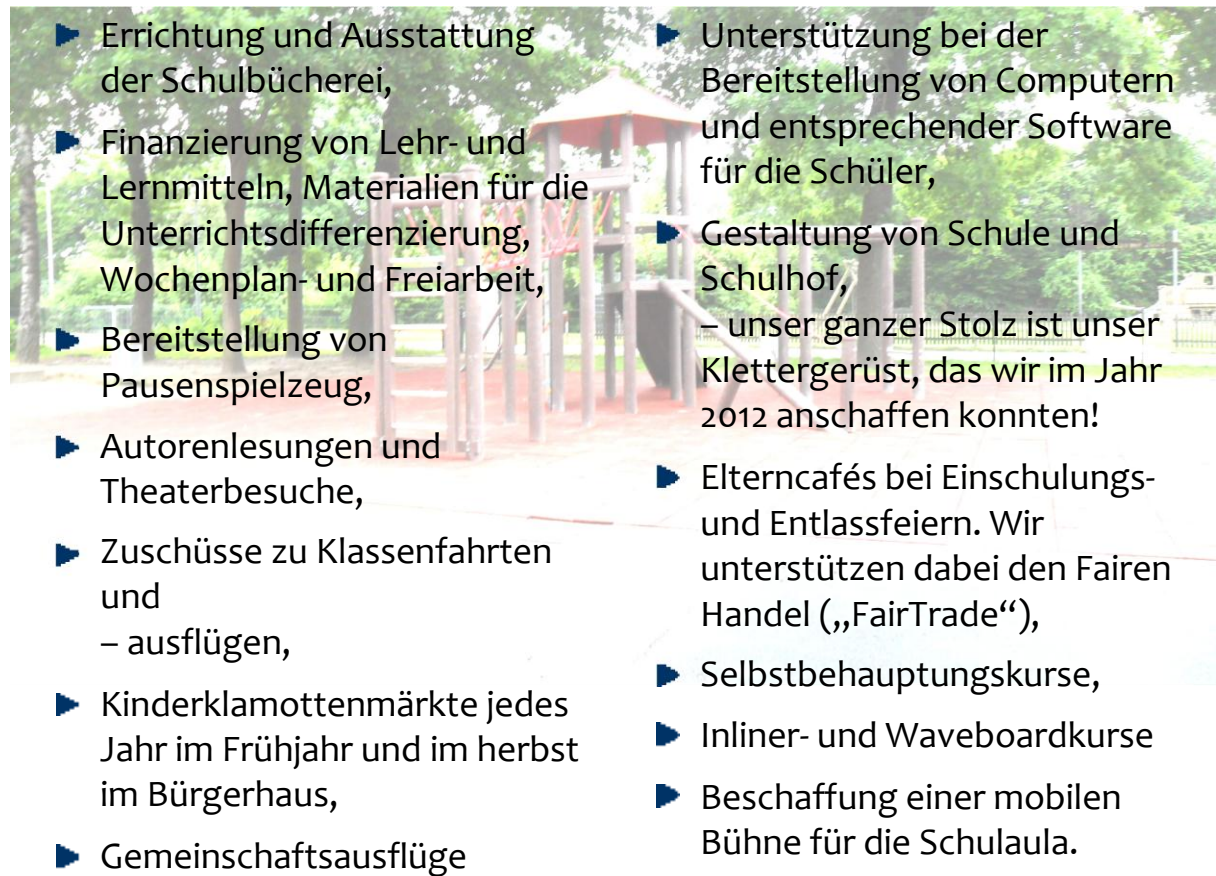 Errichtung und Ausstattung
der Schulbücherei,
Finanzierung von Lehr- und
Lernmitteln, Materialien für die
Unterrichtsdifferenzierung,
Wochenplan- und Freiarbeit,
Bereitstellung von
Pausenspielzeug,
Autorenlesungen und
Theaterbesuche,
Zuschüsse zu Klassenfahrten
und
– ausflügen,
Kinderklamottenmärkte jedes
Jahr im Frühjahr und im herbst
im Bürgerhaus,
Gemeinschaftsausflüge
Unterstützung bei der
Bereitstellung von Computern
und entsprechender Software
für die Schüler,
Gestaltung von Schule und
Schulhof,
– unser ganzer Stolz ist unser
Klettergerüst, das wir im Jahr
2012 anschaffen konnten!
Elterncafés bei Einschulungs-
und Entlassfeiern. Wir
unterstützen dabei den Fairen
Handel („FairTrade“),
Selbstbehauptungskurse,
Inliner- und Waveboardkurse
Beschaffung einer mobilen
Bühne für die Schulaula.